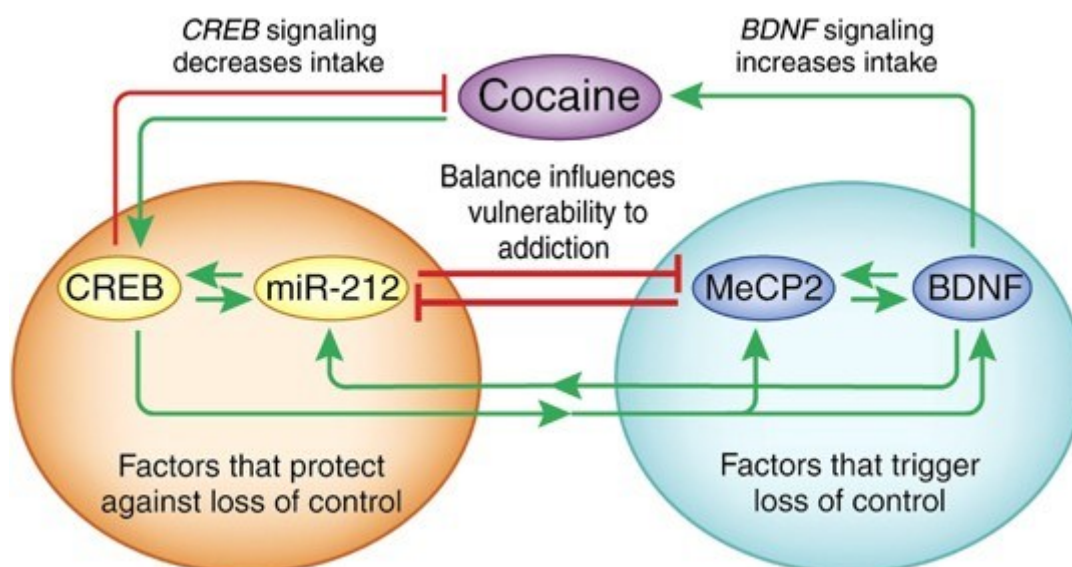 CREB signaling
decreases intake
BDNF signaling
increases intake
Cocaine
Balance influences
vulnerability to
addiction
CREB
miR-212
MeCP2
BDNF
Factors that protect
against loss of control
Factors that trigger
loss of control